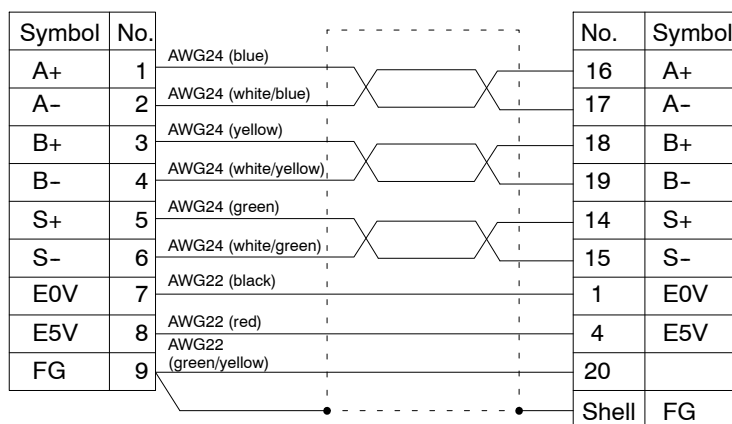 Symbol No. No. Symbol
A+ 1 AWG24 (blue) 16 A+
A− 2 AWG24 (white/blue) 17 A−
B+ 3 AWG24 (yellow) 18 B+
B− 4 AWG24 (white/yellow) 19 B−
S+ 5 AWG24 (green) 14 S+
S− 6 AWG24 (white/green) 15 S−
E0V 7 AWG22 (black) 1 E0V
E5V 8 AWG22 (red) 4 E5V
FG 9 AWG22 (green/yellow) 20
Shell FG